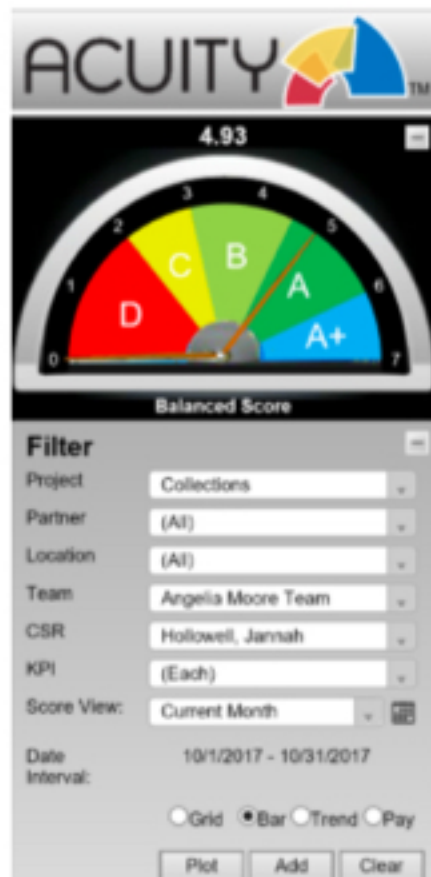 ACUITY TM
4.93
0 1 2 3 4 5 6 7
D C B A A+
Balanced Score
Filter
Project Collections
Partner (All)
Location (All)
Team Angelia Moore Team
CSR Hollowell, Jannah
KPI (Each)
Score View: Current Month
Date Interval: 10/1/2017 - 10/31/2017
Grid Bar Trend Pay
Plot Add Clear